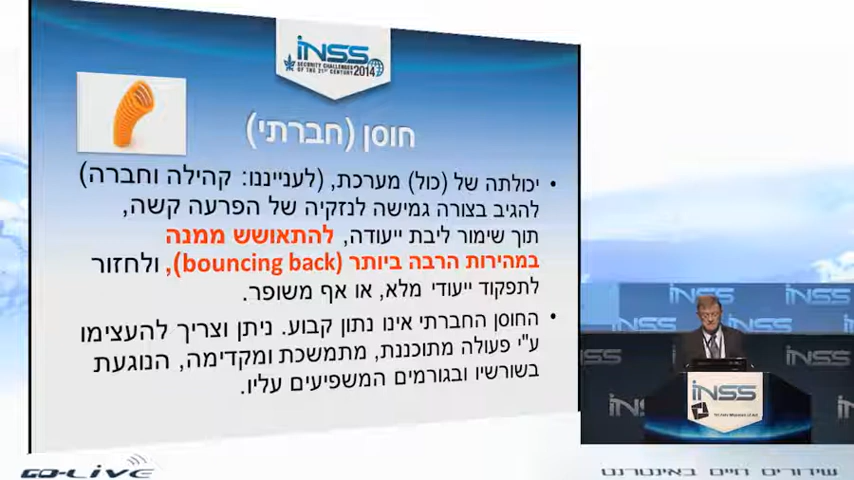 iNSS
SECURITY CHALLENGES
OF THE 21ST CENTURY 2014
חוסן (חברתי)
• יכולתה של (כול) מערכת, (לענייננו: קהילה וחברה)
להגיב בצורה גמישה לנזקיה של הפרעה קשה,
תוך שימור ליבת ייעודה, להתאושש ממנה
במהירות הרבה ביותר (bouncing back), ולחזור
לתפקוד ייעודי מלא, או אף משופר.
• החוסן החברתי אינו נתון קבוע. ניתן וצריך להעצימו
ע"י פעולה מתוכננת, מתמשכת ומקדימה, הנוגעת
בשורשיו ובגורמים המשפיעים עליו.
iNSS
iNSS
iNSS
iNSS
iNSS
GO-LIVE
שידורים חיים באינטרנט